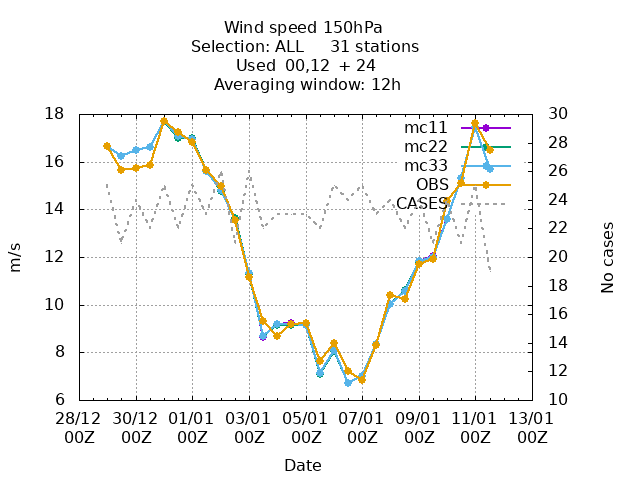 Wind speed 150hPa
Selection: ALL 31 stations
Used 00,12 + 24
Averaging window: 12h
18
16
14
12
10
8
6
m/s
30
28
26
24
22
20
18
16
14
12
10
No cases
mc11
mc22
mc33
OBS
CASES
28/12 30/12 01/01 03/01 05/01 07/01 09/01 11/01 13/01
00Z 00Z 00Z 00Z 00Z 00Z 00Z 00Z 00Z
Date